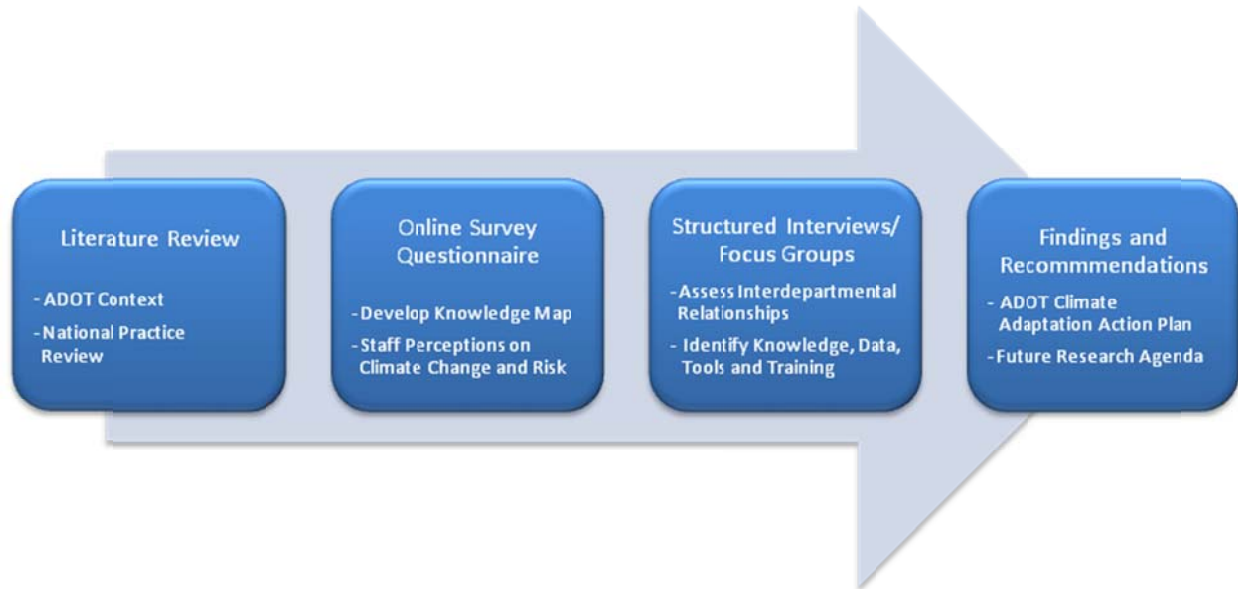 Literature Review
- ADOT Context
- National Practice
Review
Online Survey
Questionnaire
- Develop Knowledge Map
- Staff Perceptions on
Climate Change and Risk
Structured Interviews/
Focus Groups
- Assess Interdepartmental
Relationships
- Identify Knowledge, Data,
Tools and Training
Findings and
Recommmendations
- ADOT Climate
Adaptation Action Plan
- Future Research Agenda